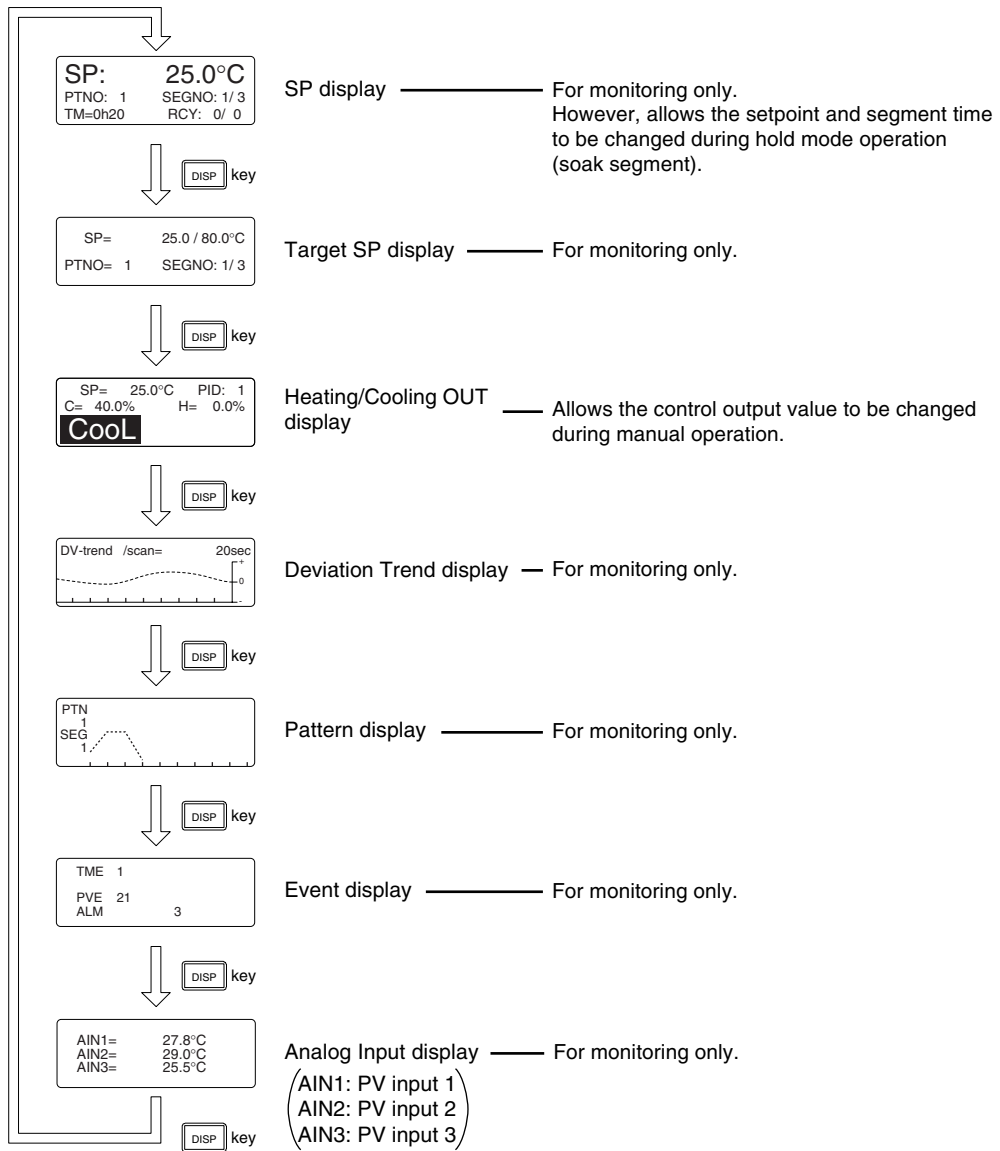 SP: 25.0°C
PTNO: 1 SEGNO: 1/ 3
TM=0h20 RCY: 0/ 0
SP display
For monitoring only.
However, allows the setpoint and segment time
to be changed during hold mode operation
(soak segment).
DISP key
SP= 25.0 / 80.0°C
PTNO= 1 SEGNO: 1/ 3
Target SP display
For monitoring only.
DISP key
SP= 25.0°C PID: 1
C= 40.0% H= 0.0%
CooL
Heating/Cooling OUT
display
Allows the control output value to be changed
during manual operation.
DISP key
DV-trend /scan= 20sec
+
0
-
Deviation Trend display
For monitoring only.
DISP key
PTN
1
SEG
1
Pattern display
For monitoring only.
DISP key
TME 1
PVE 21
ALM 3
Event display
For monitoring only.
DISP key
AIN1= 27.8°C
AIN2= 29.0°C
AIN3= 25.5°C
Analog Input display
For monitoring only.
(AIN1: PV input 1
AIN2: PV input 2
AIN3: PV input 3)
DISP key